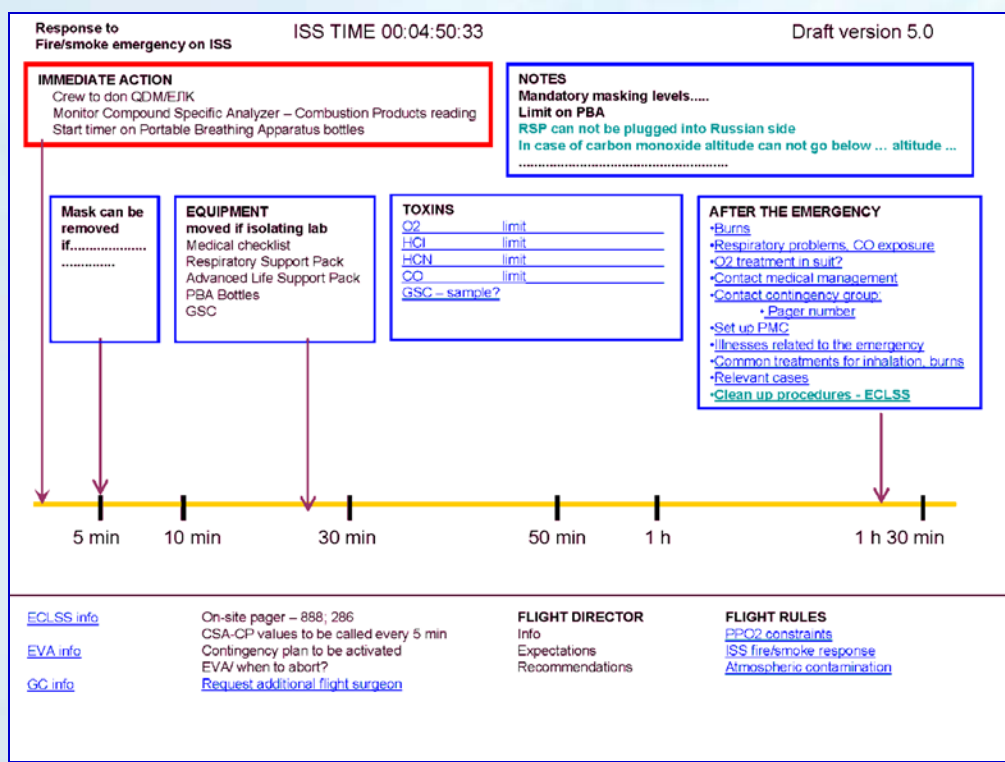 Response to
Fire/smoke emergency on ISS
ISS TIME 00:04:50:33
Draft version 5.0
IMMEDIATE ACTION
Crew to don QDM/ЕЛК
Monitor Compound Specific Analyzer – Combustion Products reading
Start timer on Portable Breathing Apparatus bottles
NOTES
Mandatory masking levels.....
Limit on PBA
RSP can not be plugged into Russian side
In case of carbon monoxide altitude can not go below ... altitude ...
..........................................................
Mask can be
removed
if....................
..............
EQUIPMENT
moved if isolating lab
Medical checklist
Respiratory Support Pack
Advanced Life Support Pack
PBA Bottles
GSC
TOXINS
O2 limit
HCl limit
HCN limit
CO limit
GSC – sample?
AFTER THE EMERGENCY
•Burns
•Respiratory problems, CO exposure
•O2 treatment in suit?
•Contact medical management
•Contact contingency group:
• Pager number
•Set up PMC
•Illnesses related to the emergency
•Common treatments for inhalation, burns
•Relevant cases
•Clean up procedures - ECLSS
5 min
10 min
30 min
50 min
1 h
1 h 30 min
ECLSS info
EVA info
GC info
On-site pager – 888; 286
CSA-CP values to be called every 5 min
Contingency plan to be activated
EVA/ when to abort?
Request additional flight surgeon
FLIGHT DIRECTOR
Info
Expectations
Recommendations
FLIGHT RULES
PPO2 constraints
ISS fire/smoke response
Atmospheric contamination